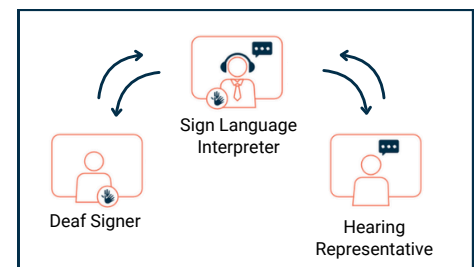 Sign Language
Interpreter
Deaf Signer
Hearing
Representative